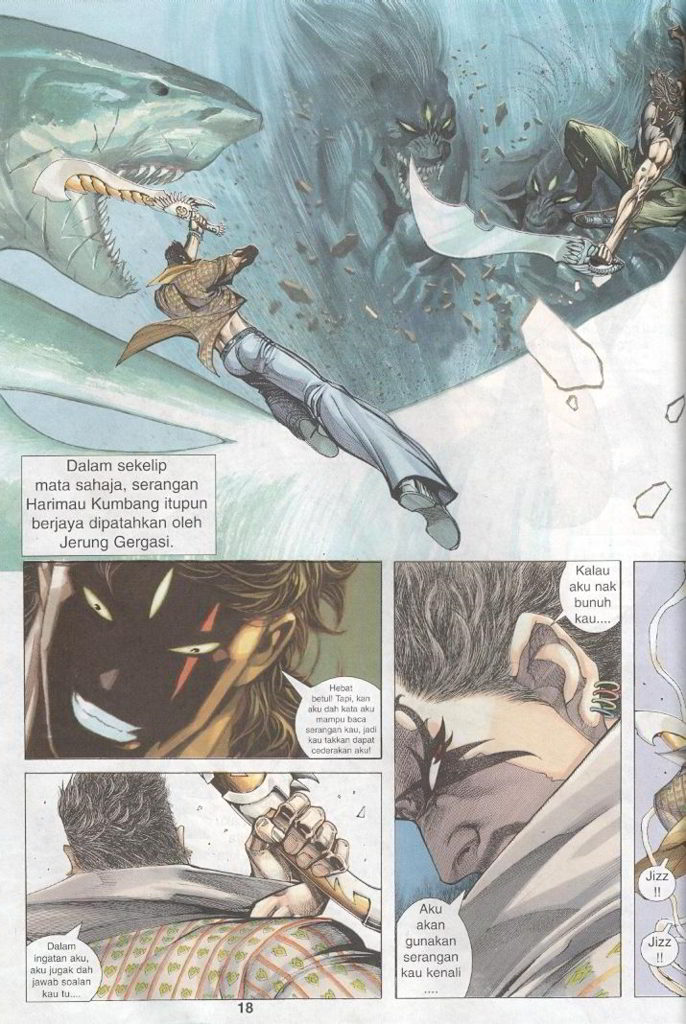 Dalam sekelip
mata sahaja, serangan
Harimau Kumbang itupun
berjaya dipatahkan oleh
Jerung Gergasi.
Hebat
betul! Tapi, kan
aku dah kata aku
mampu baca
serangan kau, jadi
kau takkan dapat
cederakan aku!
Dalam
ingatan aku,
aku jugak dah
jawab soalan
kau tu....
Kalau
aku nak
bunuh
kau....
Aku
akan
gunakan
serangan
kau kenali
....
Jizz
!!
Jizz
!!
18